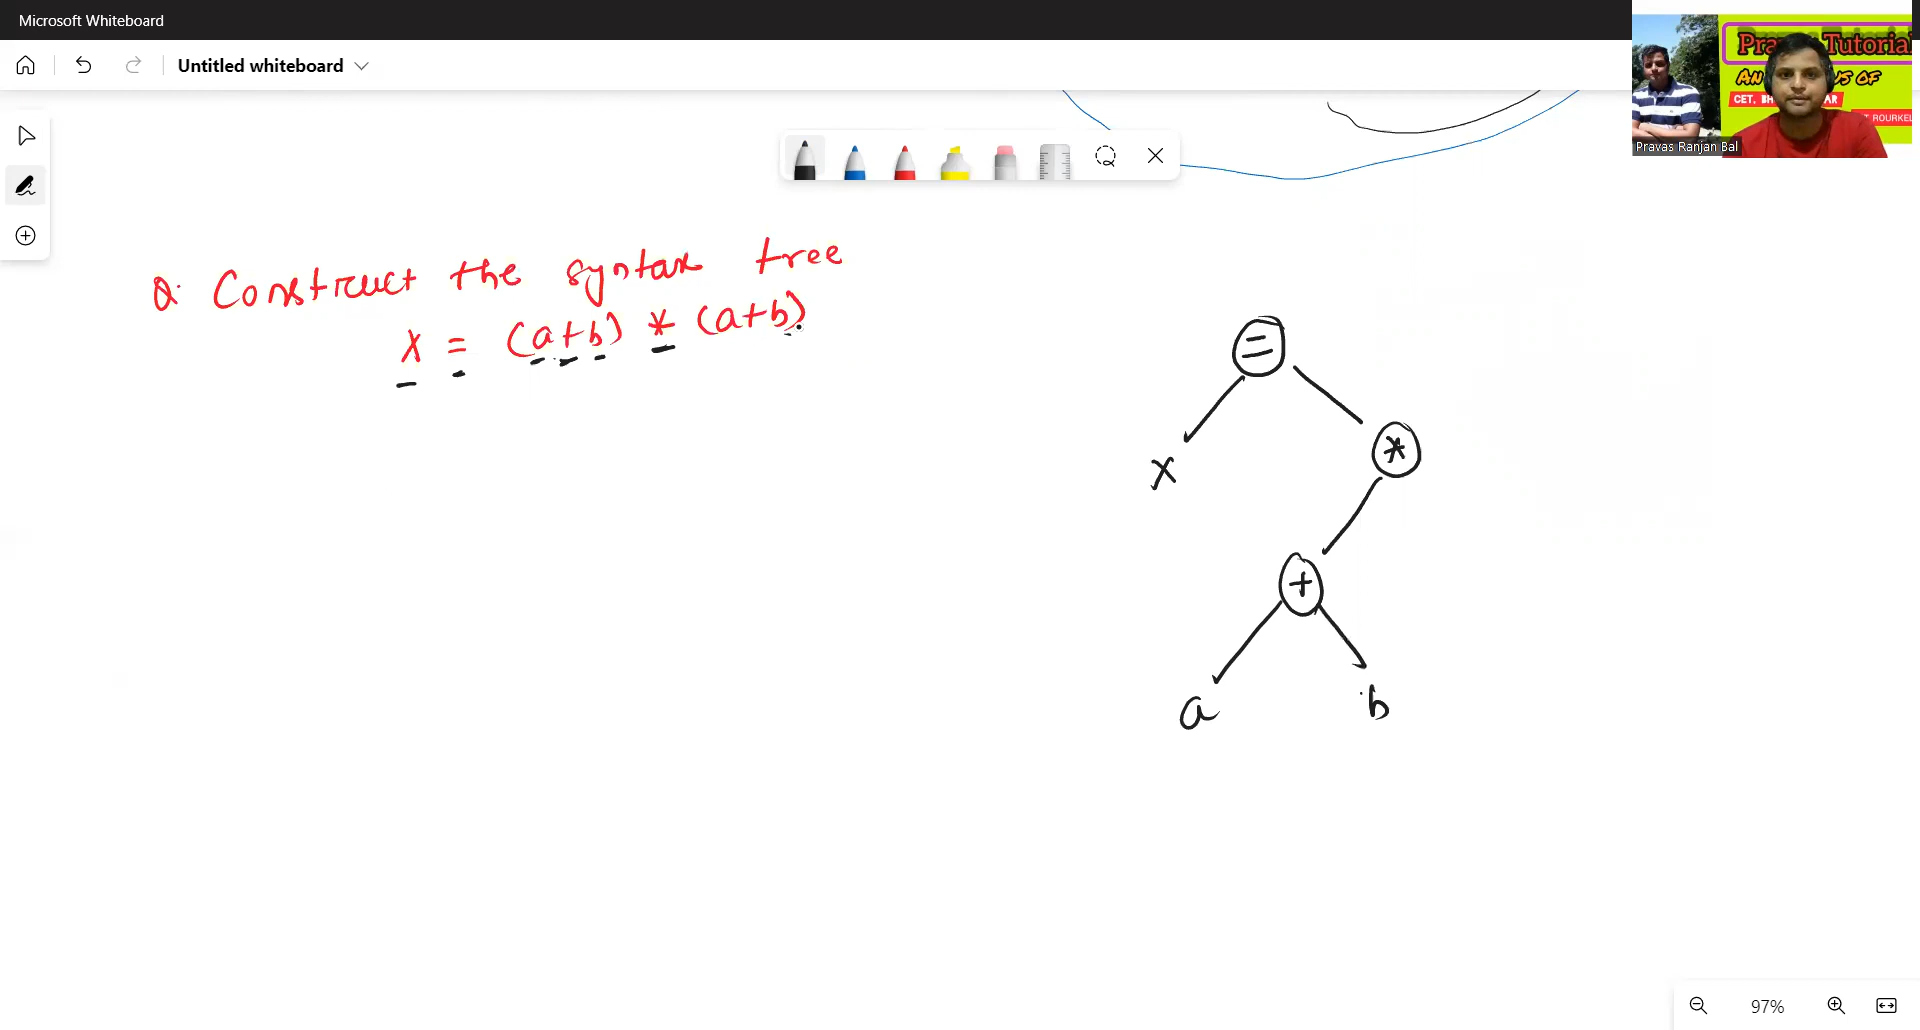 Microsoft Whiteboard
Untitled whiteboard
Pravas Ranjan Bal
Q. Construct the syntax tree
X = (a+b) * (a+b)
=
X
*
+
a
b
97%